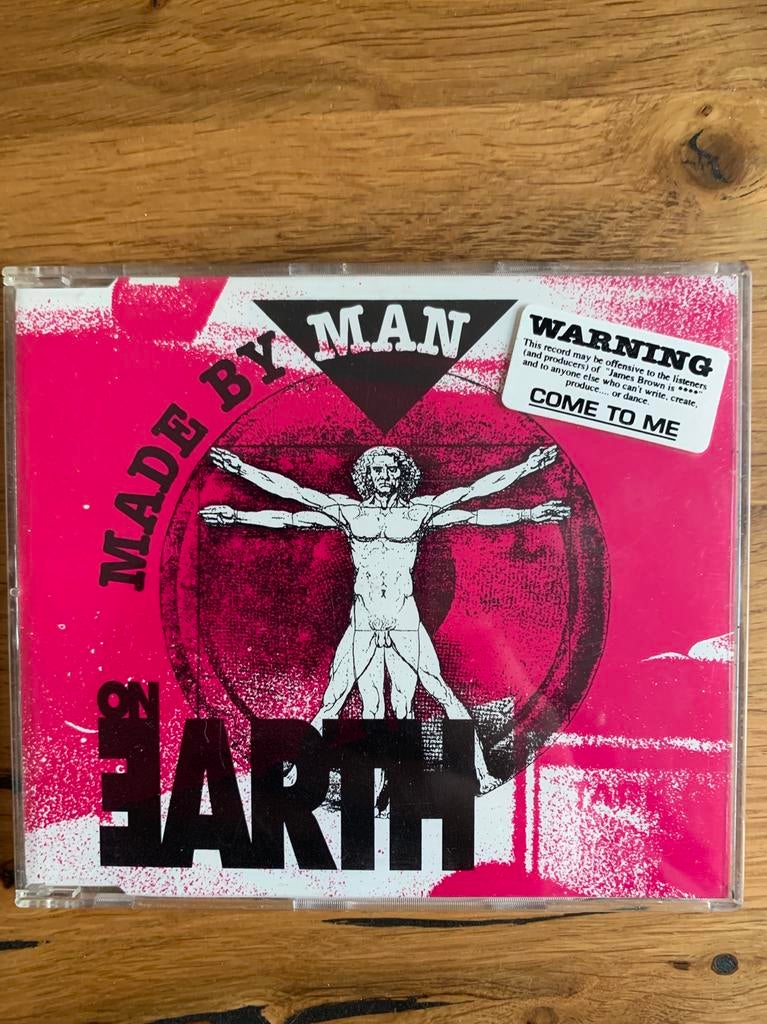 MADE BY MAN
ON
EARTH
WARNING
This record may be offensive to the listeners
(and producers) of "James Brown is ****"
and to anyone else who can't write, create,
produce.... or dance.
COME TO ME